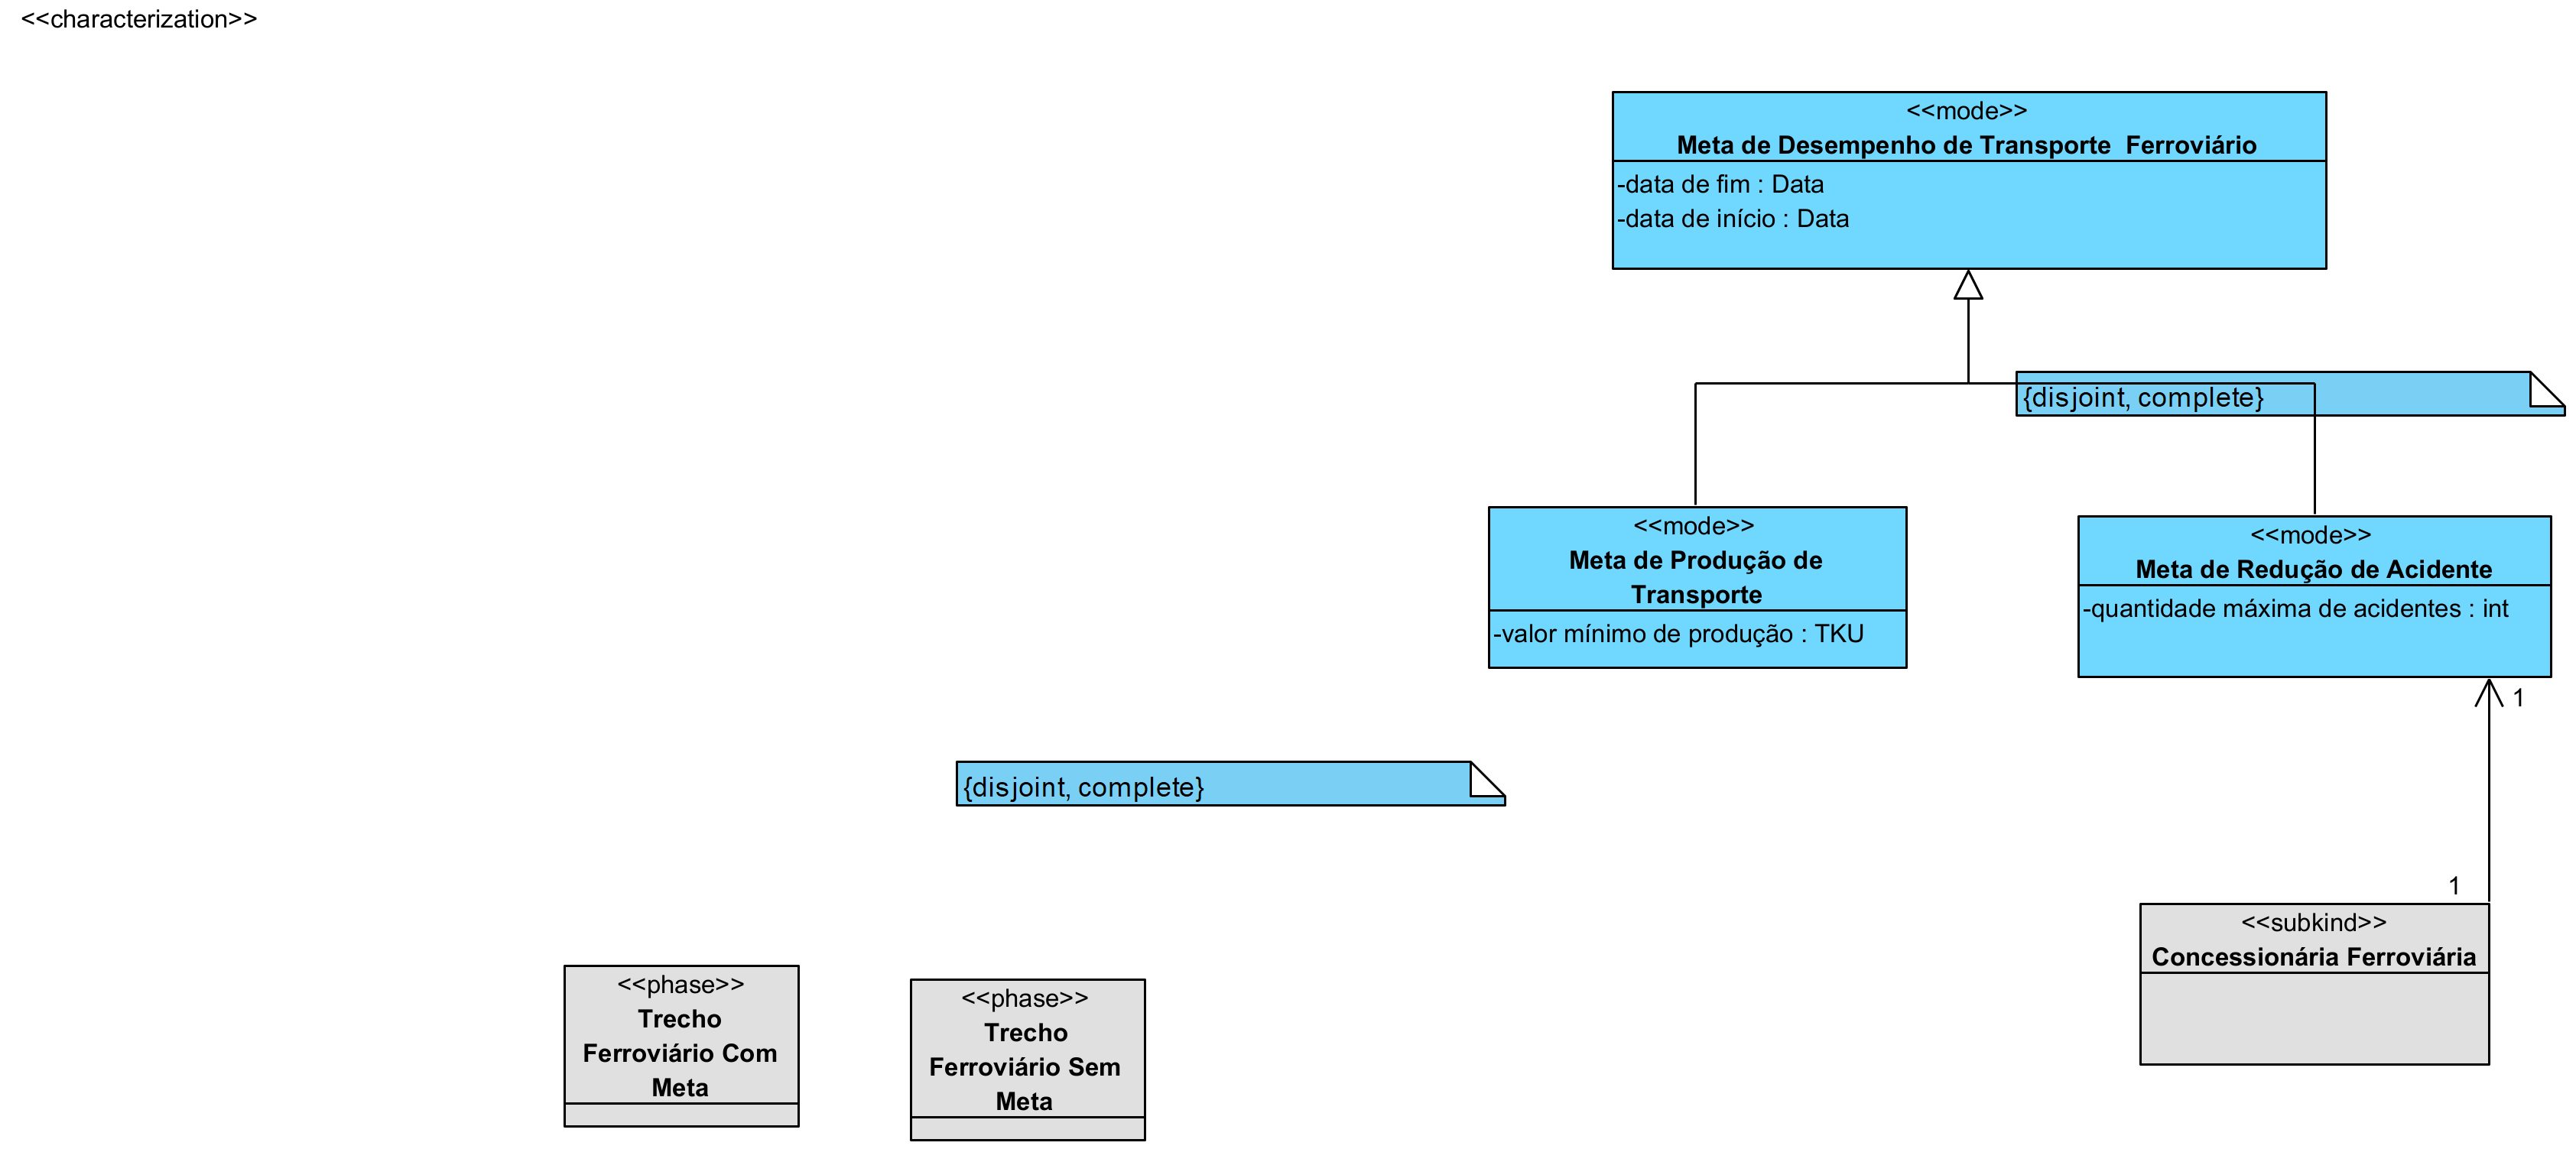 <<characterization>>
<<mode>>
Meta de Desempenho de Transporte  Ferroviário
-data de fim : Data
-data de início : Data
{disjoint, complete}
<<mode>>
Meta de Produção de
Transporte
-valor mínimo de produção : TKU
<<mode>>
Meta de Redução de Acidente
-quantidade máxima de acidentes : int
1
{disjoint, complete}
1
<<subkind>>
Concessionária Ferroviária
<<phase>>
Trecho
Ferroviário Com
Meta
<<phase>>
Trecho
Ferroviário Sem
Meta